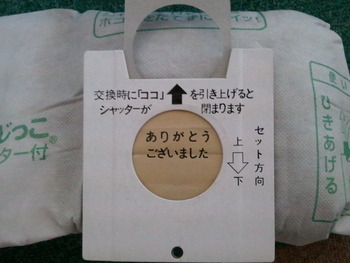 交換時に「ココ」を引き上げると
シャッターが 閉まります
ありがとう
ございました
セット方向
上
下
じっこ
ター付
ひきあげる